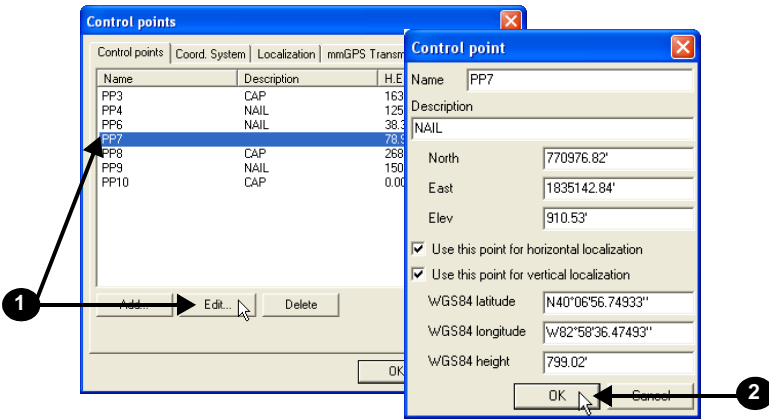 Control points
Control points Coord. System Localization mmGPS Transm
Name Description H.E
PP3 CAP 163
PP4 NAIL 125
PP6 NAIL 38.3
PP7 78.9
PP8 CAP 268
PP9 NAIL 150
PP10 CAP 0.00
Add... Edit... Delete
OK
1
Control point
Name PP7
Description
NAIL
North 770976.82'
East 1835142.84'
Elev 910.53'
Use this point for horizontal localization
Use this point for vertical localization
WGS84 latitude N40°06'56.74933"
WGS84 longitude W82°58'36.47493"
WGS84 height 799.02'
OK Cancel
2